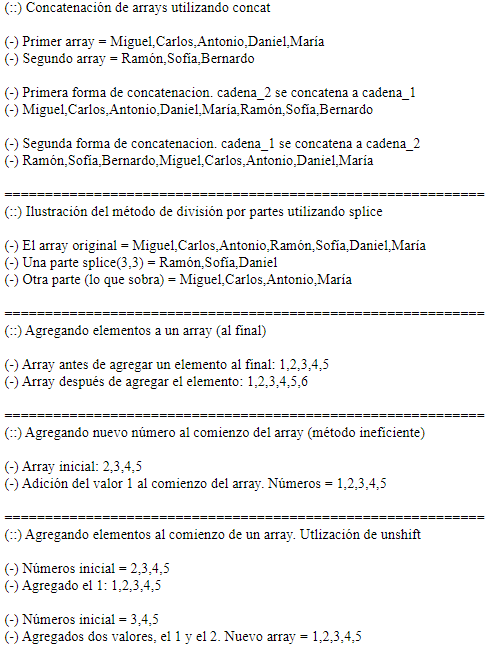 (::) Concatenación de arrays utilizando concat
(-) Primer array = Miguel,Carlos,Antonio,Daniel,María
(-) Segundo array = Ramón,Sofía,Bernardo
(-) Primera forma de concatenacion. cadena_2 se concatena a cadena_1
(-) Miguel,Carlos,Antonio,Daniel,María,Ramón,Sofía,Bernardo
(-) Segunda forma de concatenacion. cadena_1 se concatena a cadena_2
(-) Ramón,Sofía,Bernardo,Miguel,Carlos,Antonio,Daniel,María
============================================================
(::) Ilustración del método de división por partes utilizando splice
(-) El array original = Miguel,Carlos,Antonio,Ramón,Sofía,Daniel,María
(-) Una parte splice(3,3) = Ramón,Sofía,Daniel
(-) Otra parte (lo que sobra) = Miguel,Carlos,Antonio,María
============================================================
(::) Agregando elementos a un array (al final)
(-) Array antes de agregar un elemento al final: 1,2,3,4,5
(-) Array después de agregar el elemento: 1,2,3,4,5,6
============================================================
(::) Agregando nuevo número al comienzo del array (método ineficiente)
(-) Array inicial: 2,3,4,5
(-) Adición del valor 1 al comienzo del array. Números = 1,2,3,4,5
============================================================
(::) Agregando elementos al comienzo de un array. Utlización de unshift
(-) Números inicial = 2,3,4,5
(-) Agregado el 1: 1,2,3,4,5
(-) Números inicial = 3,4,5
(-) Agregados dos valores, el 1 y el 2. Nuevo array = 1,2,3,4,5